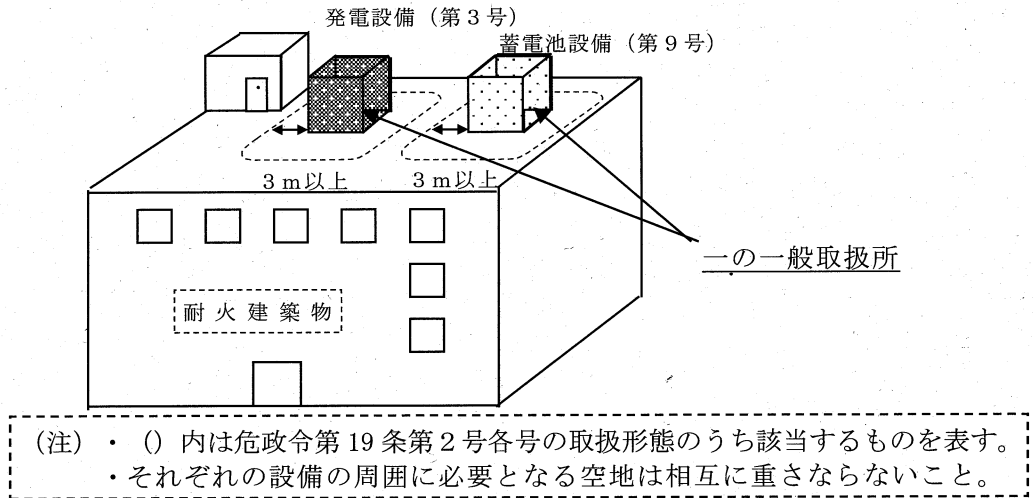 発電設備(第3号)
蓄電池設備(第9号)
3m以上
3m以上
一の一般取扱所
耐火建築物
(注)・()内は危政令第19条第2号各号の取扱形態のうち該当するものを表す。
・それぞれの設備の周囲に必要となる空地は相互に重さならないこと。